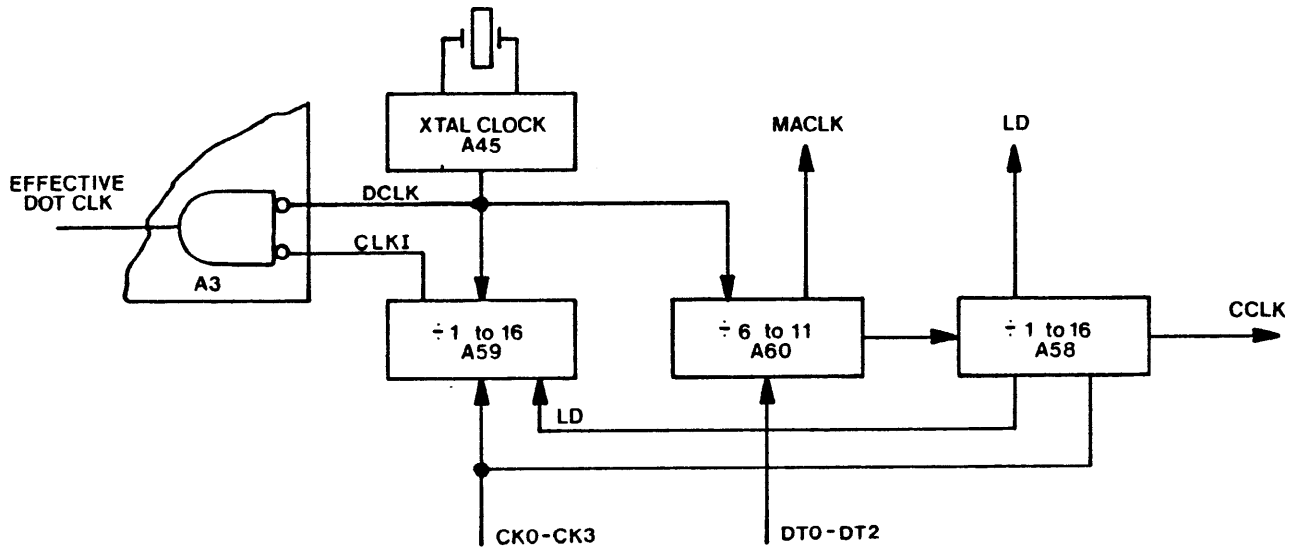 XTAL CLOCK
A45
MACLK
LD
EFFECTIVE
DOT CLK
DCLK
CLKI
A3
÷1 to 16
A59
÷ 6 to 11
A60
÷ 1 to 16
A58
CCLK
LD
CK0-CK3
DT0-DT2